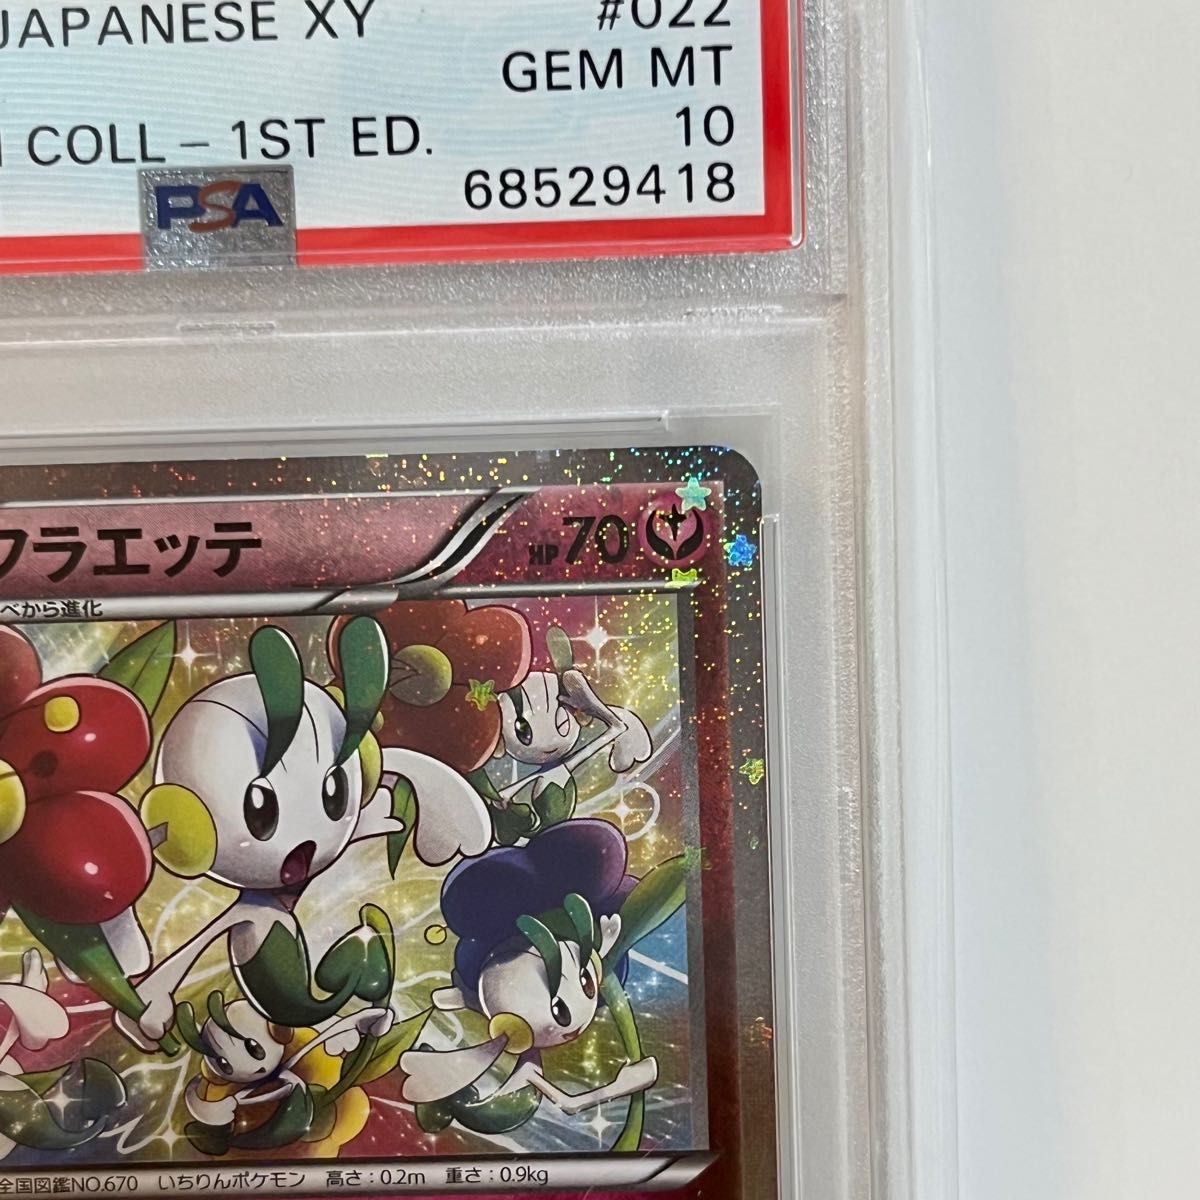 JAPANESE XY #022
GEM MT
COLL - 1ST ED. 10
PSA 68529418
フラエッテ HP70
べから進化
全国図鑑NO.670 いちりんポケモン 高さ:0.2m 重さ:0.9kg